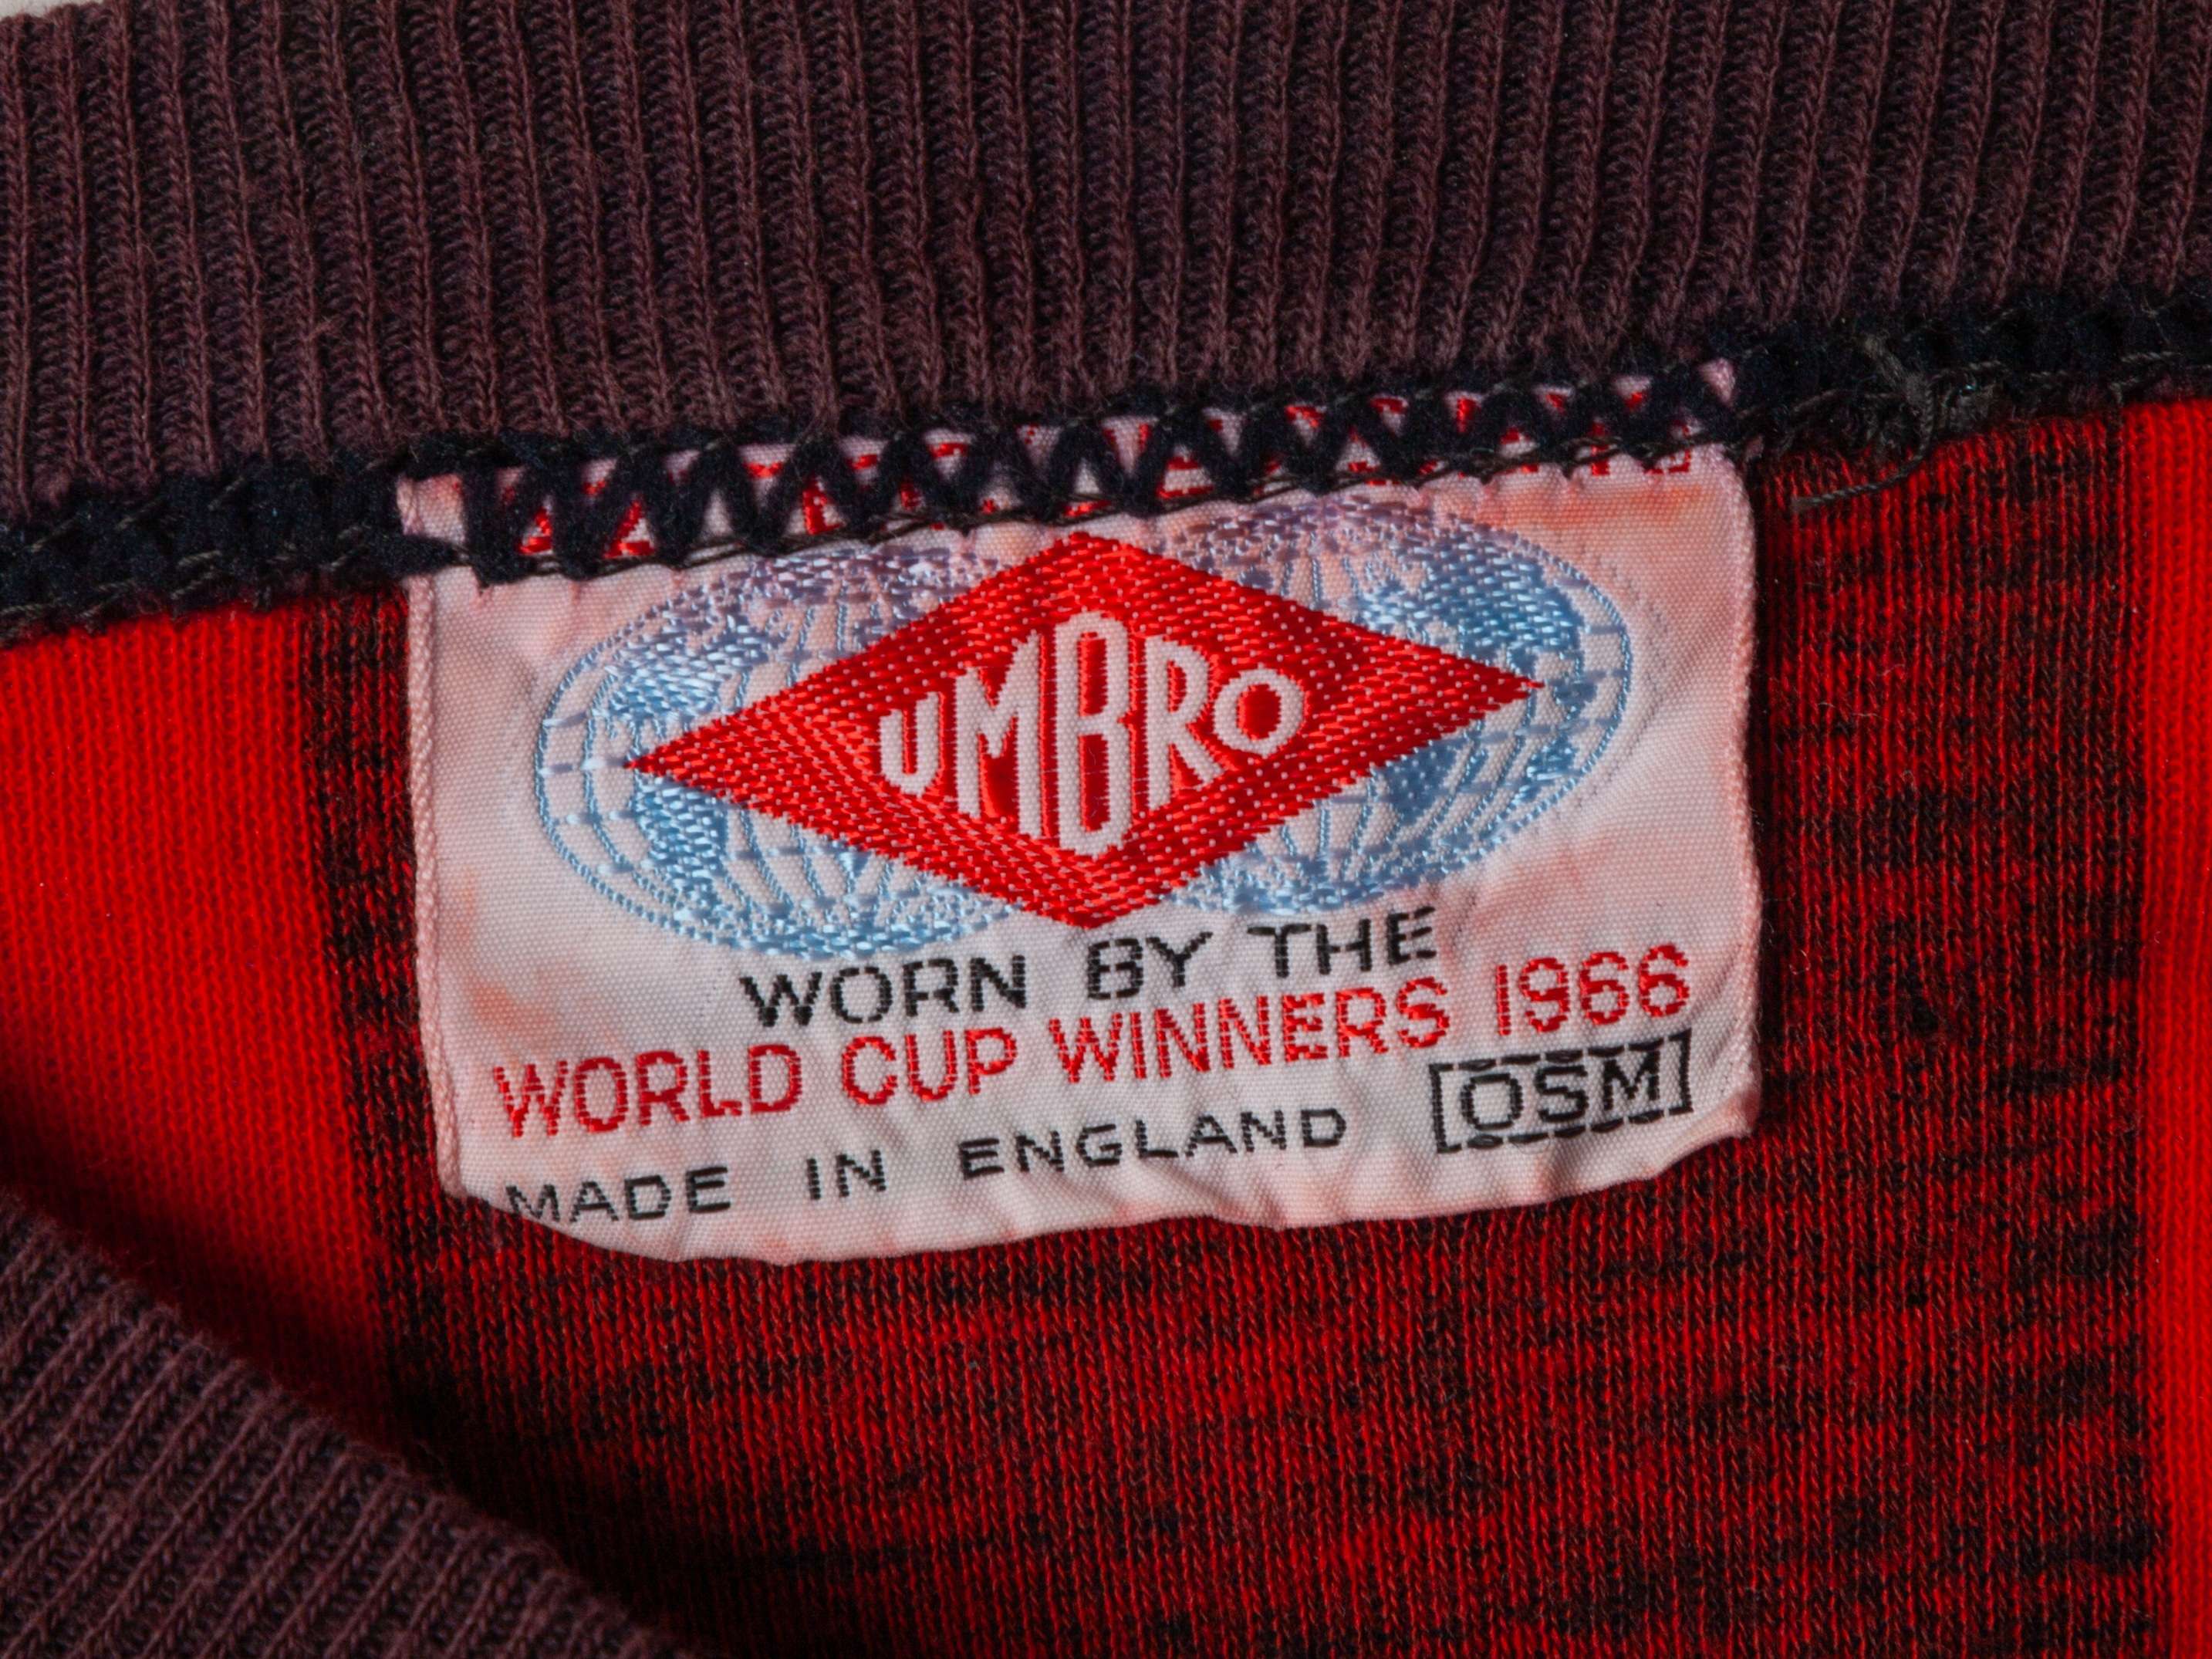 UMBRO
WORN BY THE
WORLD CUP WINNERS 1966
MADE IN ENGLAND [OSM]